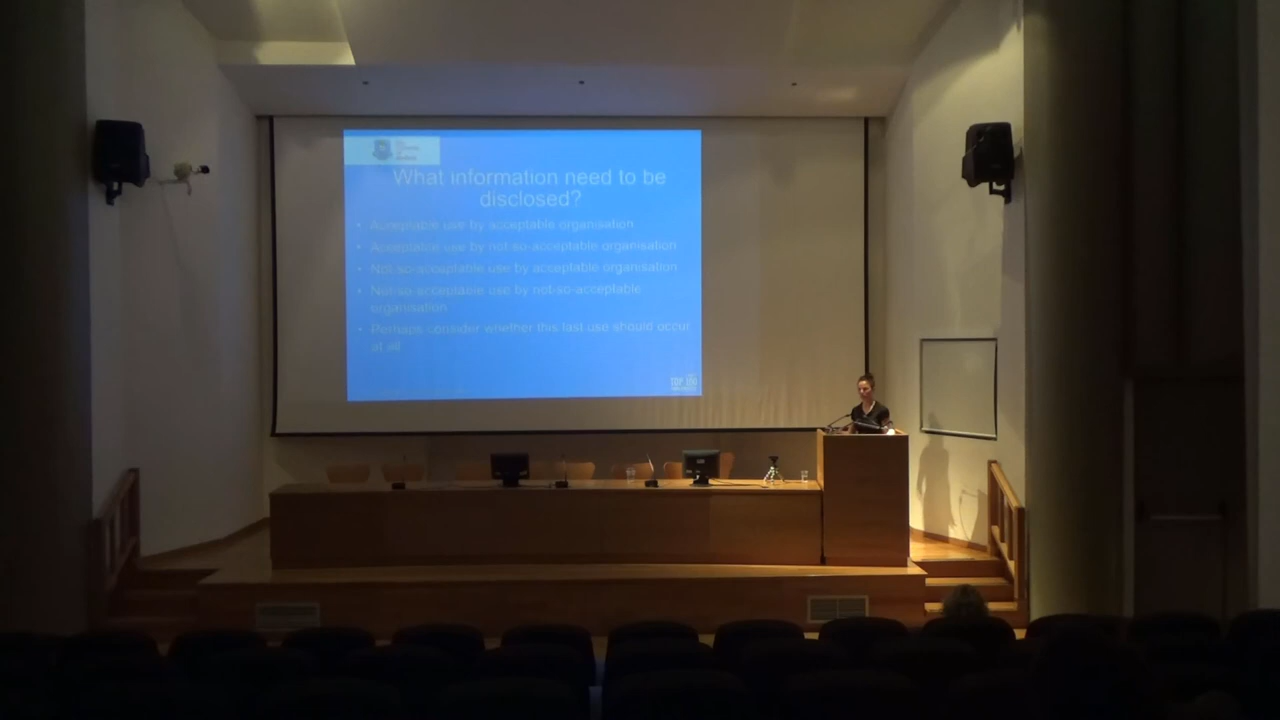 What information need to be
disclosed?
• Acceptable use by acceptable organisation
• Acceptable use by not-so-acceptable organisation
• Not-so-acceptable use by acceptable organisation
• Not-so-acceptable use by not-so-acceptable
organisation
• Perhaps consider whether this last use should occur
at all
TOP 100